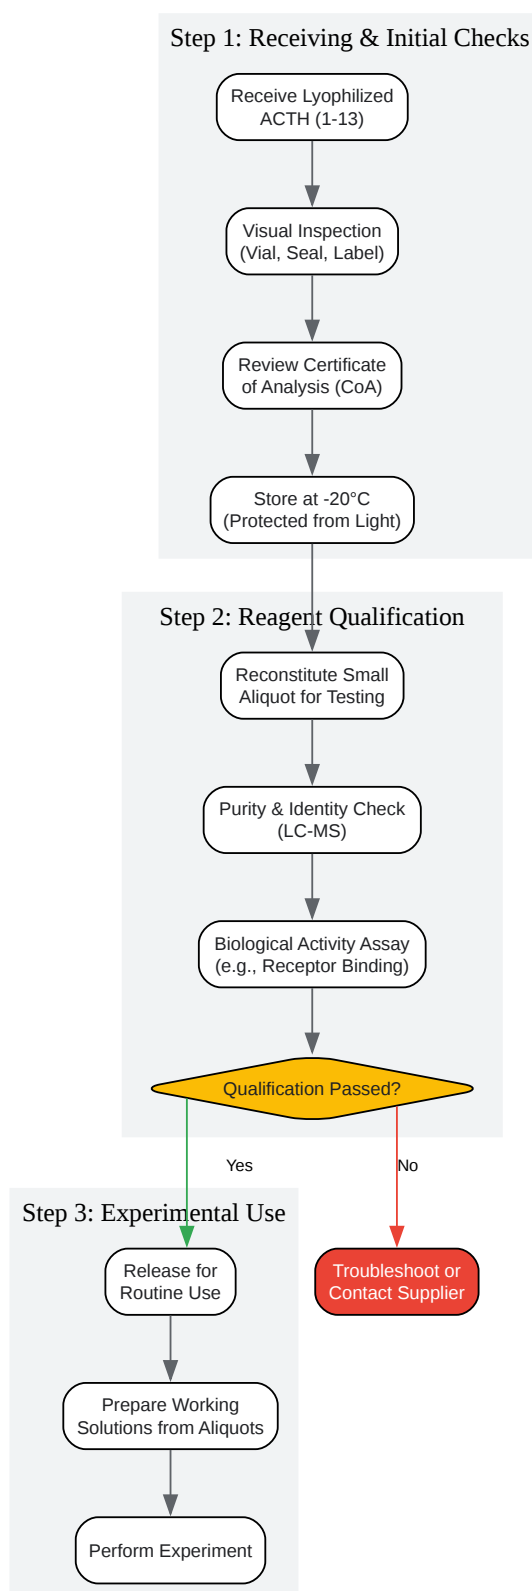 Step 1: Receiving & Initial Checks
Receive Lyophilized
ACTH (1-13)
Visual Inspection
(Vial, Seal, Label)
Review Certificate
of Analysis (CoA)
Store at -20°C
(Protected from Light)
Step 2: Reagent Qualification
Reconstitute Small
Aliquot for Testing
Purity & Identity Check
(LC-MS)
Biological Activity Assay
(e.g., Receptor Binding)
Qualification Passed?
Yes
No
Step 3: Experimental Use
Release for
Routine Use
Troubleshoot or
Contact Supplier
Prepare Working
Solutions from Aliquots
Perform Experiment